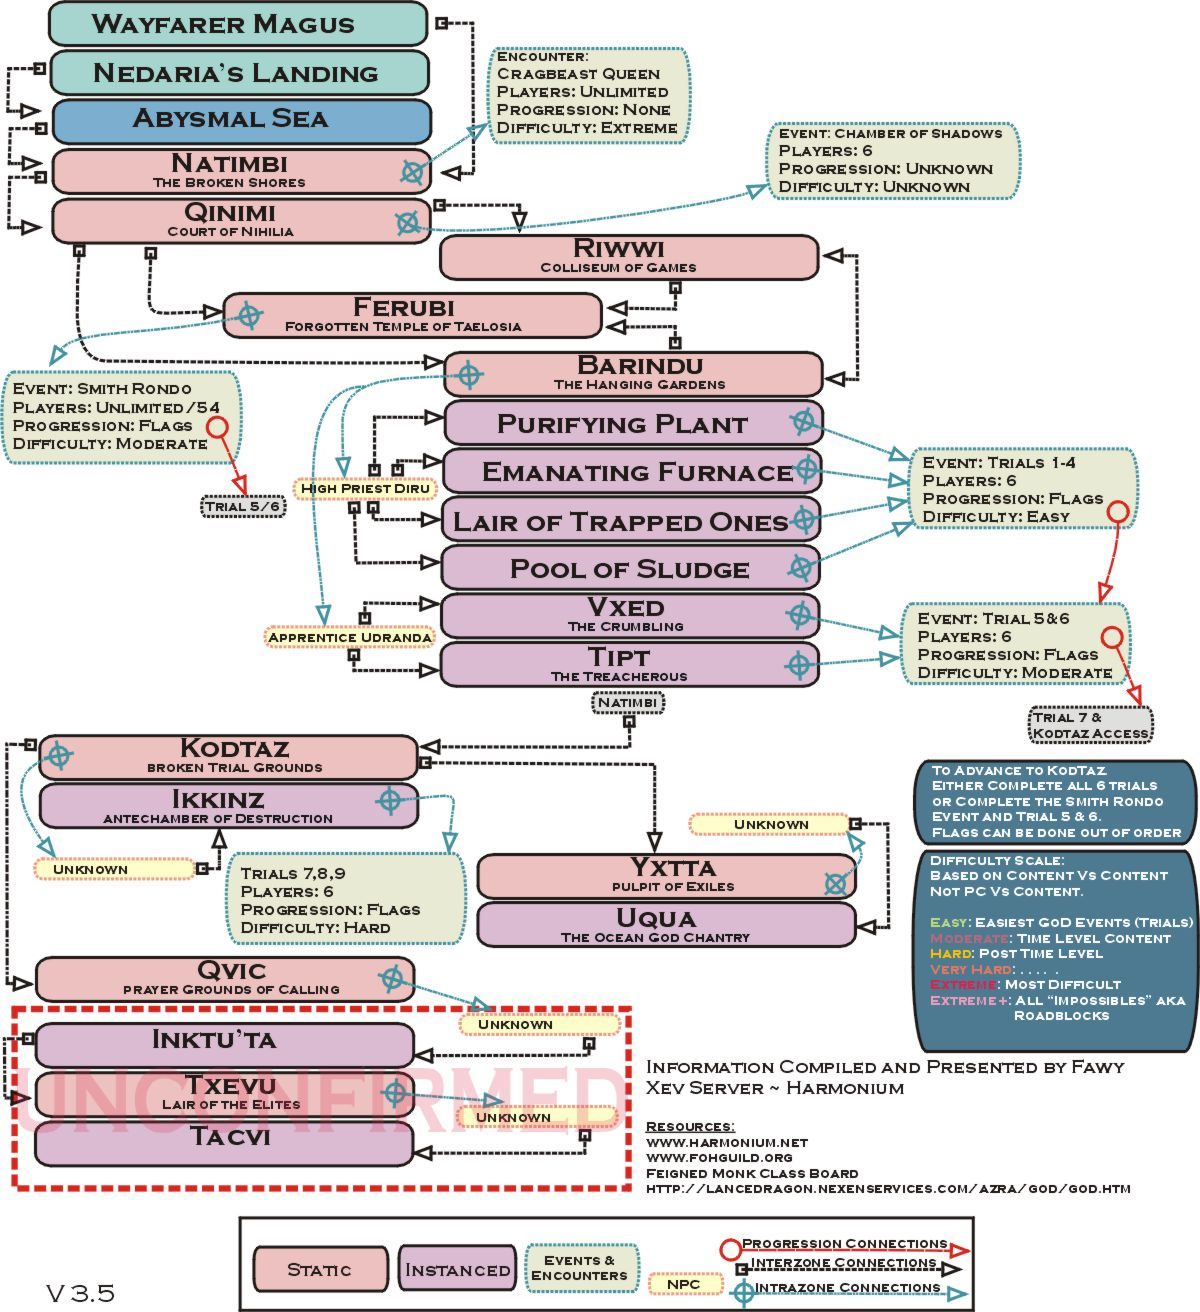 Wayfarer Magus
Nedaria's Landing
Abysmal Sea
Natimbi
The Broken Shores
Qinimi
Court of Nihilia
Encounter:
Cragbeast Queen
Players: Unlimited
Progression: None
Difficulty: Extreme
Event: Chamber of Shadows
Players: 6
Progression: Unknown
Difficulty: Unknown
Riwwi
Colliseum of Games
Ferubi
Forgotten Temple of Taelosia
Barindu
The Hanging Gardens
Event: Smith Rondo
Players: Unlimited/54
Progression: Flags
Difficulty: Moderate
Trial 5/6
Purifying Plant
Emanating Furnace
High Priest Diru
Lair of Trapped Ones
Pool of Sludge
Event: Trials 1-4
Players: 6
Progression: Flags
Difficulty: Easy
Vxed
The Crumbling
Apprentice Udranda
Tipt
The Treacherous
Event: Trial 5&6
Players: 6
Progression: Flags
Difficulty: Moderate
Natimbi
Trial 7 &
Kodtaz Access
Kodtaz
Broken Trial Grounds
Ikkinz
Antechamber of Destruction
Unknown
Trials 7,8,9
Players: 6
Progression: Flags
Difficulty: Hard
Unknown
Yxtta
Pulpit of Exiles
Uqua
The Ocean God Chantry
To Advance to KodTaz
Either Complete all 6 trials
or Complete the Smith Rondo
Event and Trial 5 & 6.
Flags can be done out of order
Difficulty Scale:
Based on Content Vs Content
Not PC Vs Content.
Easy: Easiest GoD Events (Trials)
Moderate: Time Level Content
Hard: Post Time Level
Very Hard: . . . . .
Extreme: Most Difficult
Extreme+: All "Impossibles" aka
Roadblocks
Qvic
Prayer Grounds of Calling
Unknown
Inktu'ta
Txevu
Lair of the Elites
Unknown
Tacvi
UNCONFIRMED
Information Compiled and Presented by Fawy
Xev Server ~ Harmonium
Resources:
www.harmonium.net
www.fohguild.org
Feigned Monk Class Board
http://lancedragon.nexenservices.com/azra/god/god.htm
Static
Instanced
Events &
Encounters
NPC
Progression Connections
Interzone Connections
Intrazone Connections
V 3.5